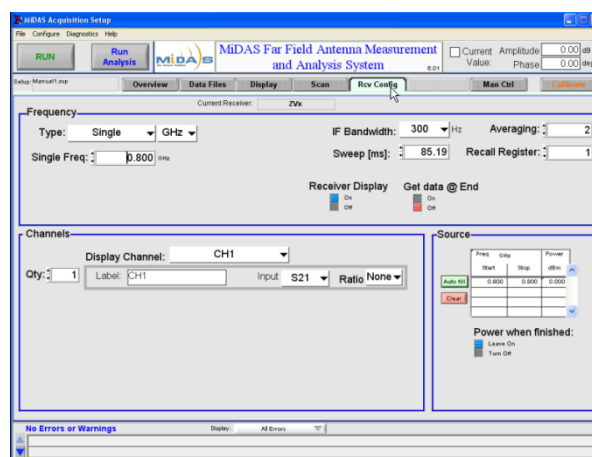 MiDAS Acquisition Setup
File Configure Diagnostics Help
RUN
Run Analysis
MiDAS
MiDAS Far Field Antenna Measurement
and Analysis System
6.01
Current Value:
Amplitude 0.00 dB
Phase 0.00 deg
Setup: Manual1.mp
Overview Data Files Display Scan Rcv Config Man Ctrl Calibrate
Current Receiver: ZVx
Frequency
Type: Single GHz
IF Bandwidth: 300 Hz
Averaging: 2
Single Freq: 0.800 GHz
Sweep [ms]: 85.19
Recall Register: 1
Receiver Display
On
Off
Get data @ End
On
Off
Channels
Display Channel: CH1
Qty: 1 Label: CH1 Input S21 Ratio None
Source
Freq GHz Power
Start Stop dBm
Auto fill 0.800 0.800 0.000
Clear
Power when finished:
Leave On
Turn Off
No Errors or Warnings
Display: All Errors